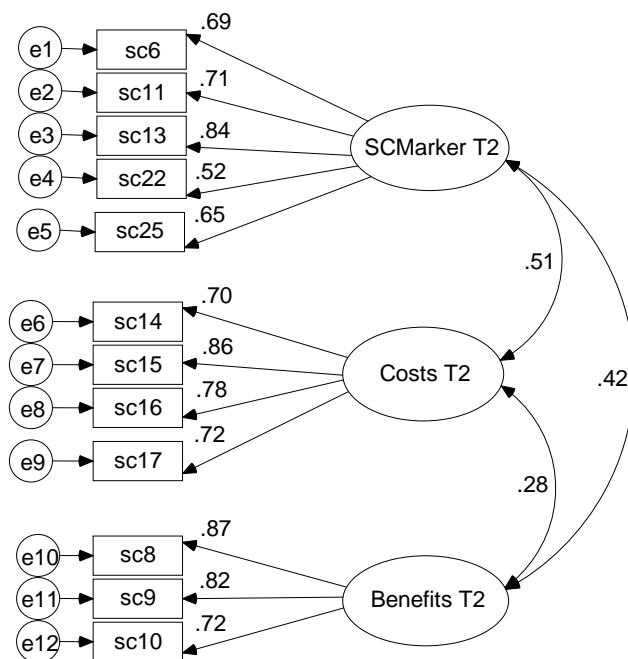 e1 sc6 .69
e2 sc11 .71
e3 sc13 .84
SCMarker T2
e4 sc22 .52
e5 sc25 .65
.51
e6 sc14 .70
e7 sc15 .86
Costs T2
.42
e8 sc16 .78
e9 sc17 .72
.28
e10 sc8 .87
e11 sc9 .82
Benefits T2
e12 sc10 .72